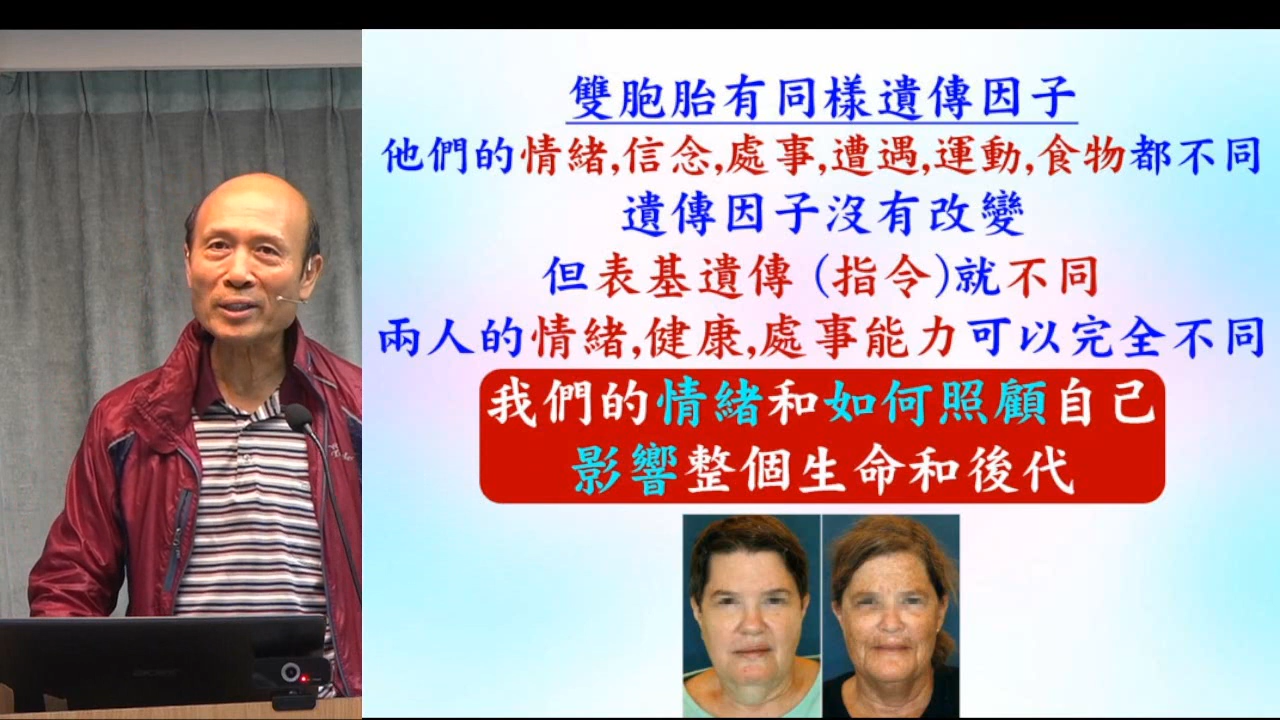 雙胞胎有同樣遺傳因子
他們的情緒,信念,處事,遭遇,運動,食物都不同
遺傳因子沒有改變
但表基遺傳 (指令)就不同
兩人的情緒,健康,處事能力可以完全不同
我們的情緒和如何照顧自己
影響整個生命和後代